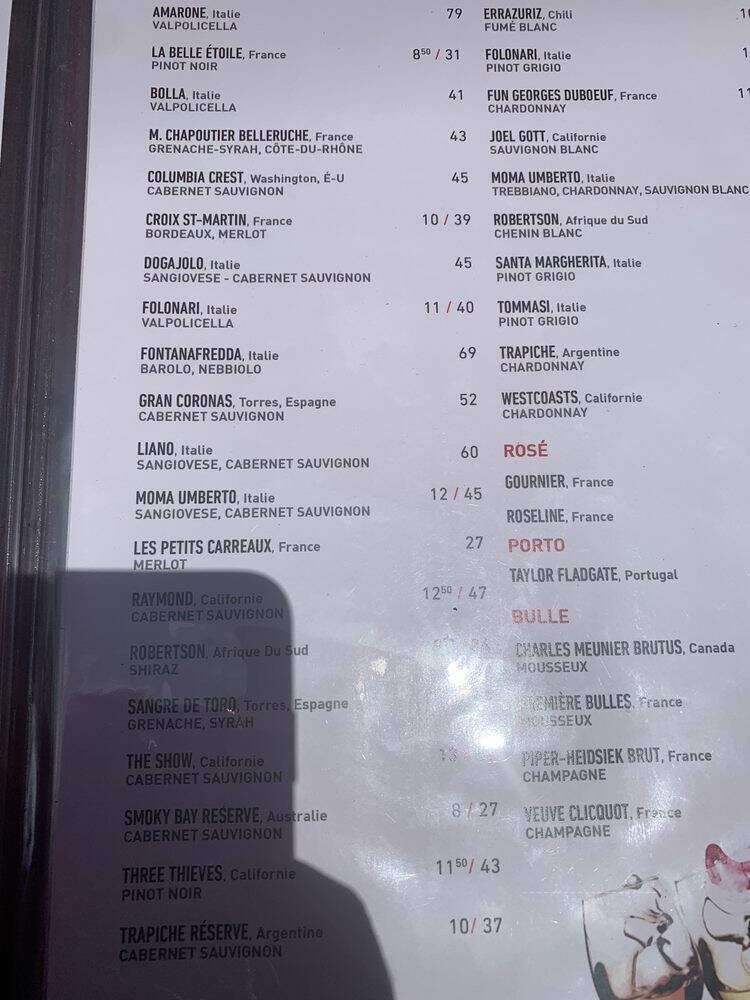 AMARONE, Italie 79
VALPOLICELLA
LA BELLE ÉTOILE, France 8⁵⁰ / 31
PINOT NOIR
BOLLA, Italie 41
VALPOLICELLA
M. CHAPOUTIER BELLERUCHE, France 43
GRENACHE-SYRAH, CÔTE-DU-RHÔNE
COLUMBIA CREST, Washington, É-U 45
CABERNET SAUVIGNON
CROIX ST-MARTIN, France 10 / 39
BORDEAUX, MERLOT
DOGAJOLO, Italie 45
SANGIOVESE - CABERNET SAUVIGNON
FOLONARI, Italie 11 / 40
VALPOLICELLA
FONTANAFREDDA, Italie 69
BAROLO, NEBBIOLO
GRAN CORONAS, Torres, Espagne 52
CABERNET SAUVIGNON
LIANO, Italie 60
SANGIOVESE, CABERNET SAUVIGNON
MOMA UMBERTO, Italie 12 / 45
SANGIOVESE, CABERNET SAUVIGNON
LES PETITS CARREAUX, France 27
MERLOT
RAYMOND, Californie 12⁵⁰ / 47
CABERNET SAUVIGNON
ROBERTSON, Afrique Du Sud
SHIRAZ
SANGRE DE TORO, Torres, Espagne
GRENACHE, SYRAH
THE SHOW, Californie
CABERNET SAUVIGNON
SMOKY BAY RESERVE, Australie 8 / 27
CABERNET SAUVIGNON
THREE THIEVES, Californie 11⁵⁰/ 43
PINOT NOIR
TRAPICHE RÉSERVE, Argentine 10/ 37
CABERNET SAUVIGNON
ERRAZURIZ, Chili
FUMÉ BLANC
FOLONARI, Italie
PINOT GRIGIO
FUN GEORGES DUBOEUF, France
CHARDONNAY
JOEL GOTT, Californie
SAUVIGNON BLANC
MOMA UMBERTO, Italie
TREBBIANO, CHARDONNAY, SAUVIGNON BLANC
ROBERTSON, Afrique du Sud
CHENIN BLANC
SANTA MARGHERITA, Italie
PINOT GRIGIO
TOMMASI, Italie
PINOT GRIGIO
TRAPICHE, Argentine
CHARDONNAY
WESTCOASTS, Californie
CHARDONNAY
ROSÉ
GOURNIER, France
ROSELINE, France
PORTO
TAYLOR FLADGATE, Portugal
BULLE
CHARLES MEUNIER BRUTUS, Canada
MOUSSEUX
PREMIÈRE BULLES, France
MOUSSEUX
PIPER-HEIDSIEK BRUT, France
CHAMPAGNE
VEUVE CLICQUOT, France
CHAMPAGNE